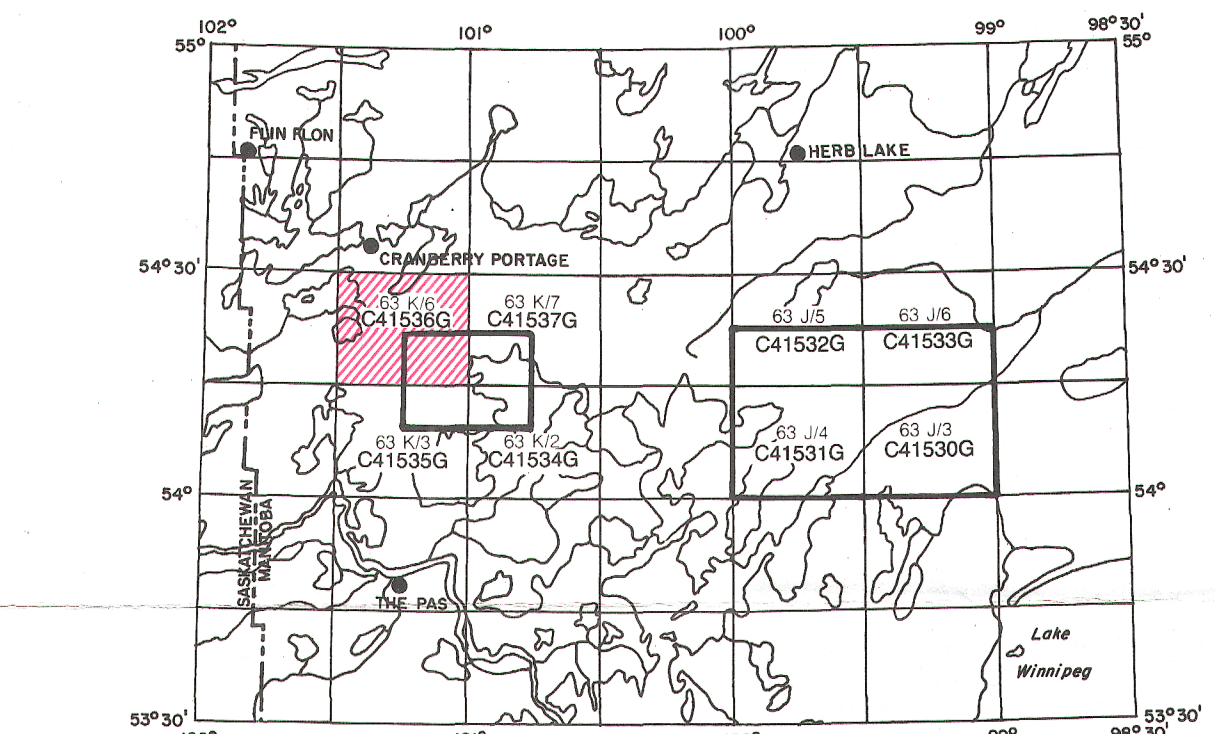 102°
101°
100°
99°
98°30'
55°
55°
FLIN FLON
HERB LAKE
CRANBERRY PORTAGE
54°30'
54°30'
63 K/6
C41536G
63 K/7
C41537G
63 J/5
C41532G
63 J/6
C41533G
63 K/3
C41535G
63 K/2
C41534G
63 J/4
C41531G
63 J/3
C41530G
54°
54°
SASKATCHEWAN
MANITOBA
THE PAS
Lake
Winnipeg
53°30'
53°30'